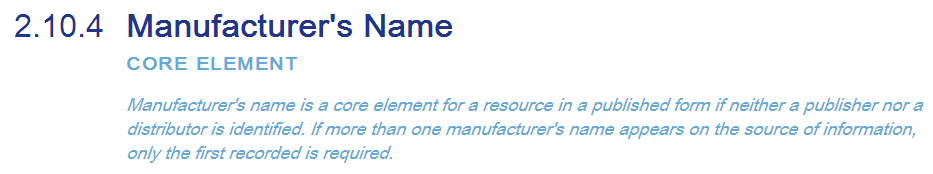 2.10.4 Manufacturer's Name
CORE ELEMENT
Manufacturer's name is a core element for a resource in a published form if neither a publisher nor a
distributor is identified. If more than one manufacturer's name appears on the source of information,
only the first recorded is required.